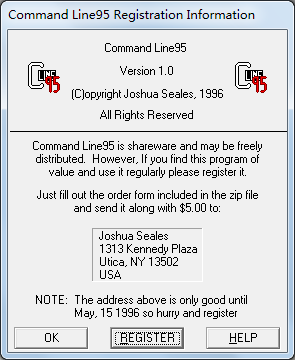 Command Line95 Registration Information
Command Line95
C LINE 95
Version 1.0
C LINE 95
(C)opyright Joshua Seales, 1996
All Rights Reserved
Command Line95 is shareware and may be freely
distributed. However, If you find this program of
value and use it regularly please register it.
Just fill out the order form included in the zip file
and send it along with $5.00 to:
Joshua Seales
1313 Kennedy Plaza
Utica, NY 13502
USA
NOTE: The address above is only good until
May, 15 1996 so hurry and register
OK
REGISTER
HELP